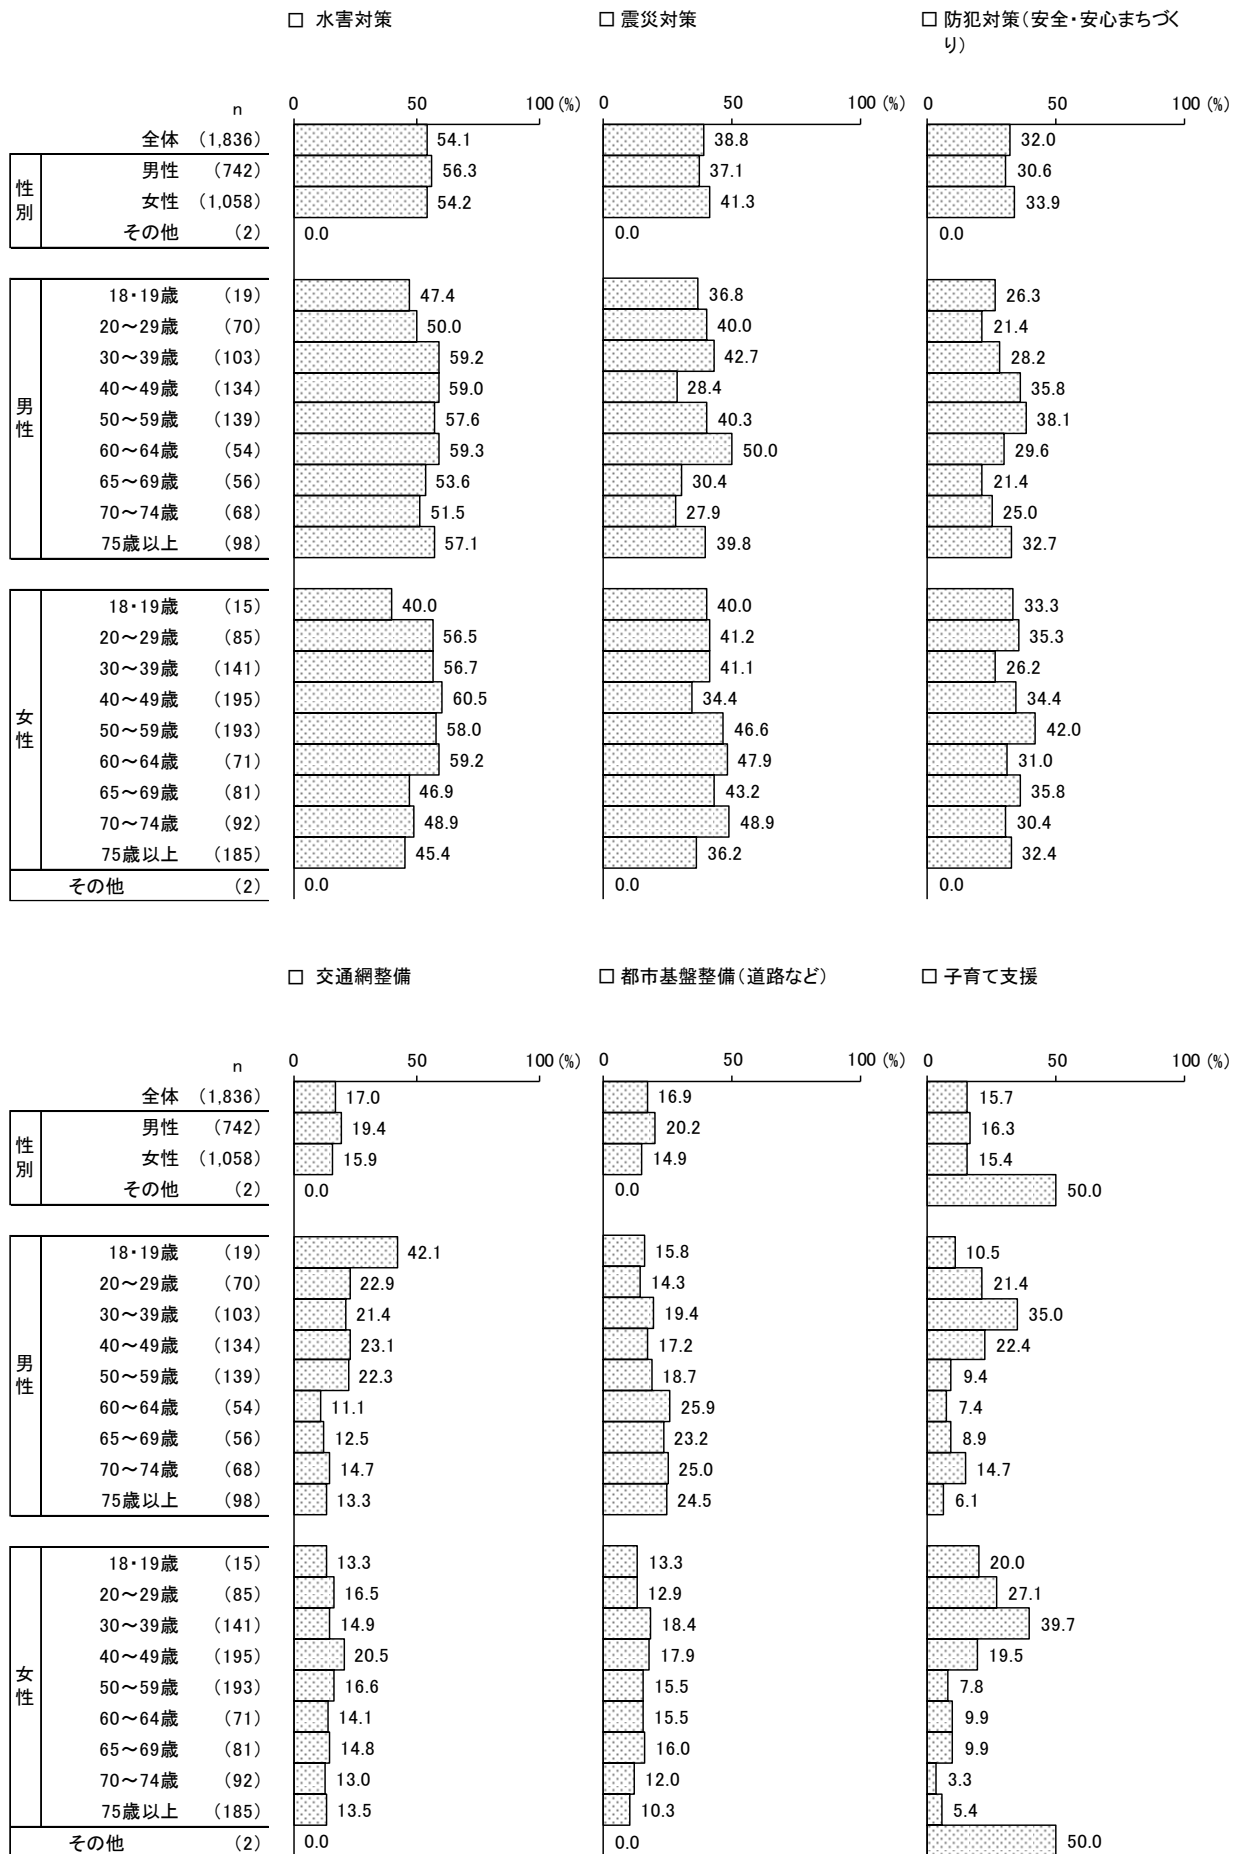 □ 水害対策 □ 震災対策 □ 防犯対策(安全・安心まちづく
り)
n 0 50 100(%) 0 50 100(%) 0 50 100(%)
全体 (1,836) 54.1 38.8 32.0
性別
男性 (742) 56.3 37.1 30.6
女性 (1,058) 54.2 41.3 33.9
その他 (2) 0.0 0.0 0.0
男性
18・19歳 (19) 47.4 36.8 26.3
20～29歳 (70) 50.0 40.0 21.4
30～39歳 (103) 59.2 42.7 28.2
40～49歳 (134) 59.0 28.4 35.8
50～59歳 (139) 57.6 40.3 38.1
60～64歳 (54) 59.3 50.0 29.6
65～69歳 (56) 53.6 30.4 21.4
70～74歳 (68) 51.5 27.9 25.0
75歳以上 (98) 57.1 39.8 32.7
女性
18・19歳 (15) 40.0 40.0 33.3
20～29歳 (85) 56.5 41.2 35.3
30～39歳 (141) 56.7 41.1 26.2
40～49歳 (195) 60.5 34.4 34.4
50～59歳 (193) 58.0 46.6 42.0
60～64歳 (71) 59.2 47.9 31.0
65～69歳 (81) 46.9 43.2 35.8
70～74歳 (92) 48.9 48.9 30.4
75歳以上 (185) 45.4 36.2 32.4
その他 (2) 0.0 0.0 0.0
□ 交通網整備 □ 都市基盤整備(道路など) □ 子育て支援
n 0 50 100(%) 0 50 100(%) 0 50 100(%)
全体 (1,836) 17.0 16.9 15.7
性別
男性 (742) 19.4 20.2 16.3
女性 (1,058) 15.9 14.9 15.4
その他 (2) 0.0 0.0 50.0
男性
18・19歳 (19) 42.1 15.8 10.5
20～29歳 (70) 22.9 14.3 21.4
30～39歳 (103) 21.4 19.4 35.0
40～49歳 (134) 23.1 17.2 22.4
50～59歳 (139) 22.3 18.7 9.4
60～64歳 (54) 11.1 25.9 7.4
65～69歳 (56) 12.5 23.2 8.9
70～74歳 (68) 14.7 25.0 14.7
75歳以上 (98) 13.3 24.5 6.1
女性
18・19歳 (15) 13.3 13.3 20.0
20～29歳 (85) 16.5 12.9 27.1
30～39歳 (141) 14.9 18.4 39.7
40～49歳 (195) 20.5 17.9 19.5
50～59歳 (193) 16.6 15.5 7.8
60～64歳 (71) 14.1 15.5 9.9
65～69歳 (81) 14.8 16.0 9.9
70～74歳 (92) 13.0 12.0 3.3
75歳以上 (185) 13.5 10.3 5.4
その他 (2) 0.0 0.0 50.0